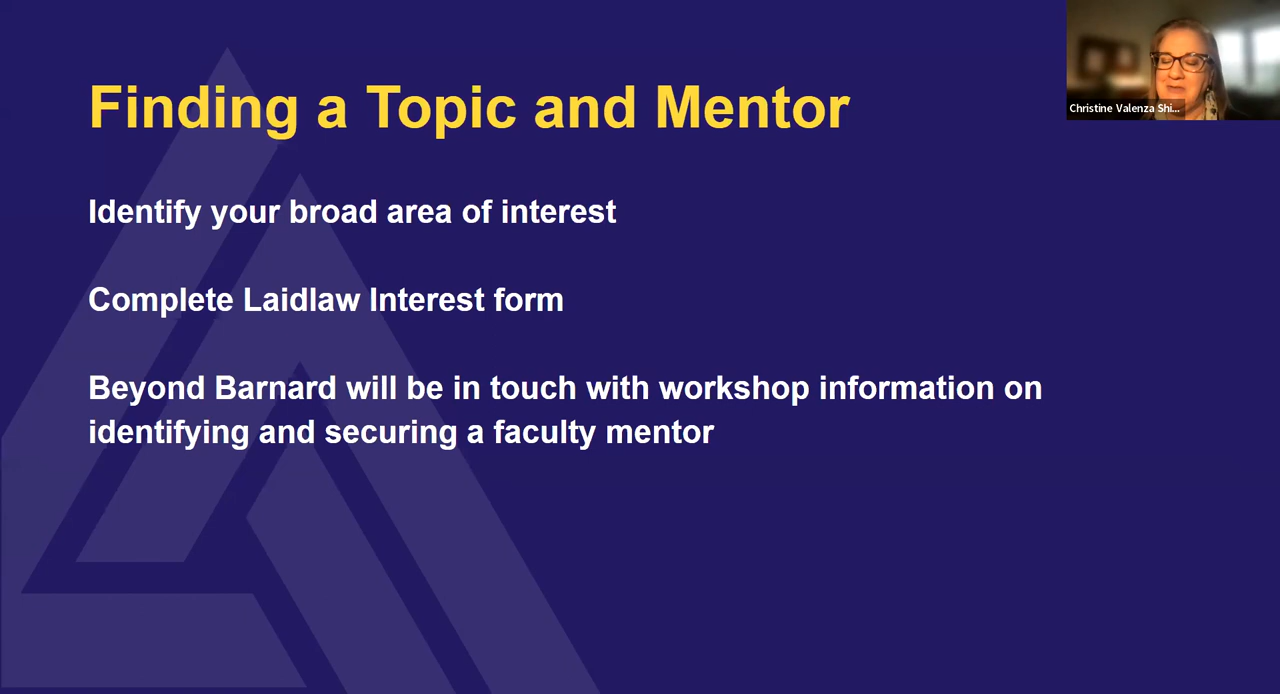 Finding a Topic and Mentor
Christine Valenza Shi...
Identify your broad area of interest
Complete Laidlaw Interest form
Beyond Barnard will be in touch with workshop information on
identifying and securing a faculty mentor